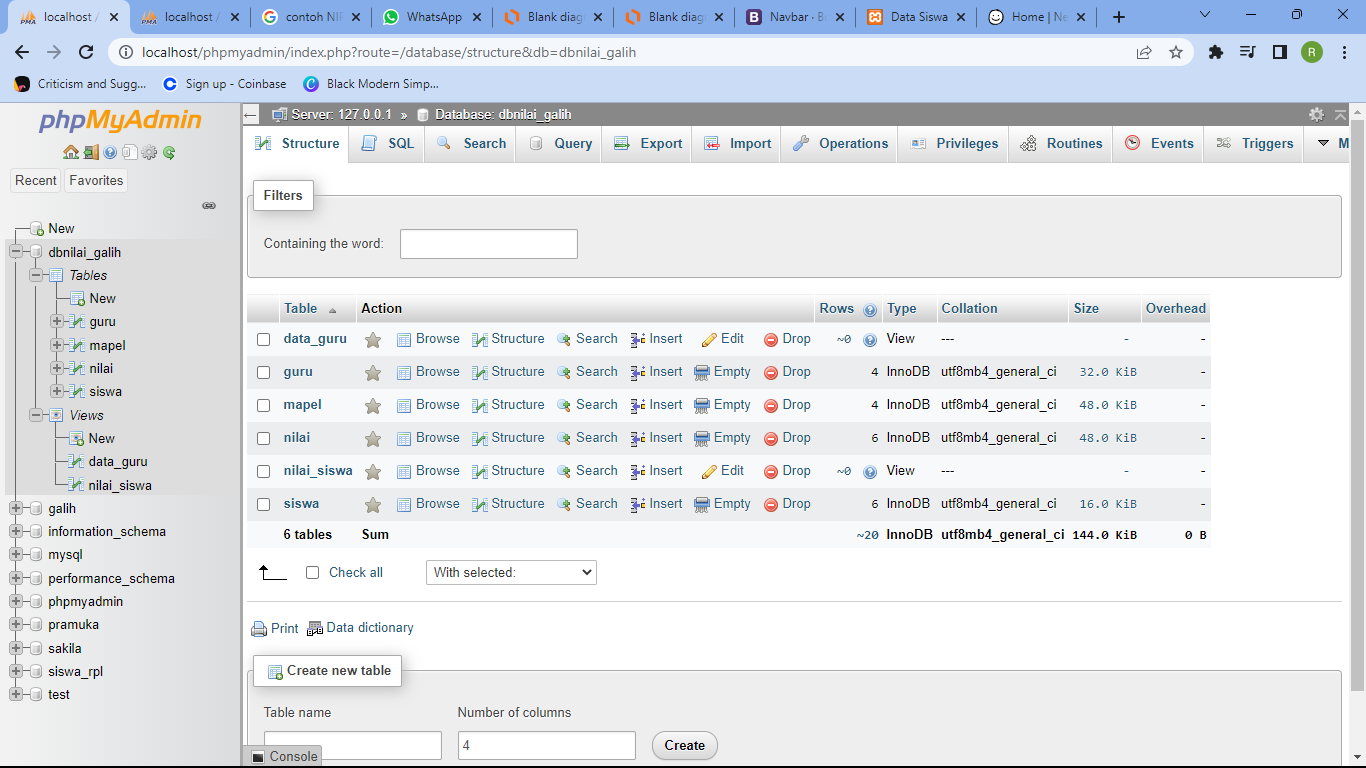 localhost /
localhost /
contoh NIP
WhatsApp
Blank diag
Blank diag
Navbar · B
Data Siswa
Home | Ne
localhost/phpmyadmin/index.php?route=/database/structure&db=dbnilai_galih
R
Criticism and Sugg...
Sign up - Coinbase
Black Modern Simp...
phpMyAdmin
Recent
Favorites
New
dbnilai_galih
Tables
New
guru
mapel
nilai
siswa
Views
New
data_guru
nilai_siswa
galih
information_schema
mysql
performance_schema
phpmyadmin
pramuka
sakila
siswa_rpl
test
Server: 127.0.0.1 » Database: dbnilai_galih
Structure SQL Search Query Export Import Operations Privileges Routines Events Triggers M
Filters
Containing the word:
Table Action Rows Type Collation Size Overhead
data_guru Browse Structure Search Insert Edit Drop ~0 View --- - -
guru Browse Structure Search Insert Empty Drop 4 InnoDB utf8mb4_general_ci 32.0 KiB -
mapel Browse Structure Search Insert Empty Drop 4 InnoDB utf8mb4_general_ci 48.0 KiB -
nilai Browse Structure Search Insert Empty Drop 6 InnoDB utf8mb4_general_ci 48.0 KiB -
nilai_siswa Browse Structure Search Insert Edit Drop ~0 View --- - -
siswa Browse Structure Search Insert Empty Drop 6 InnoDB utf8mb4_general_ci 16.0 KiB -
6 tables Sum ~20 InnoDB utf8mb4_general_ci 144.0 KiB 0 B
Check all With selected:
Print Data dictionary
Create new table
Table name Number of columns
4 Create
Console